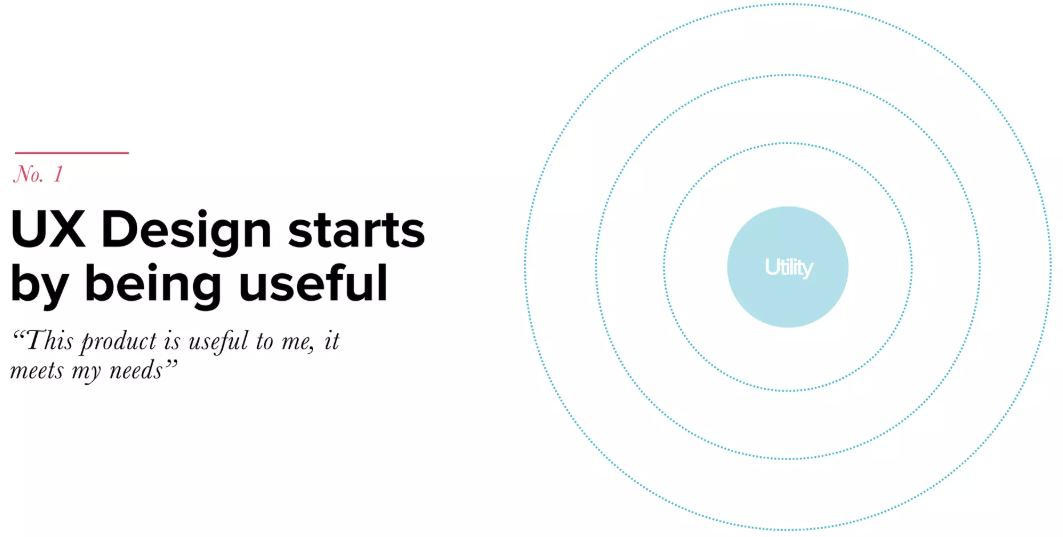 No. 1
UX Design starts
by being useful
“This product is useful to me, it
meets my needs”
Utility